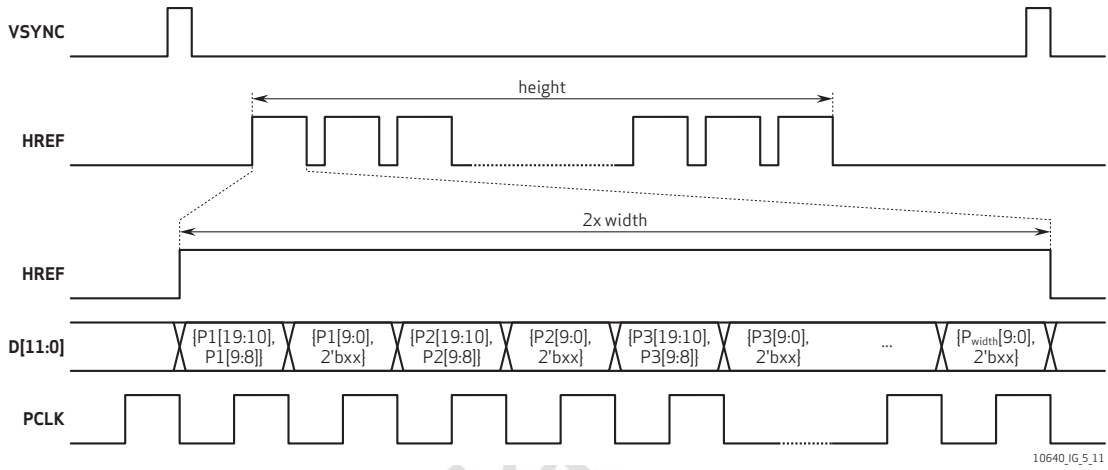 VSYNC
height
HREF
2x width
HREF
D[11:0]
{P1[19:10],
P1[9:8]}
{P1[9:0],
2'bxx}
{P2[19:10],
P2[9:8]}
{P2[9:0],
2'bxx}
{P3[19:10],
P3[9:8]}
{P3[9:0],
2'bxx}
...
{Pwidth[9:0],
2'bxx}
PCLK
10640_IG_5_11